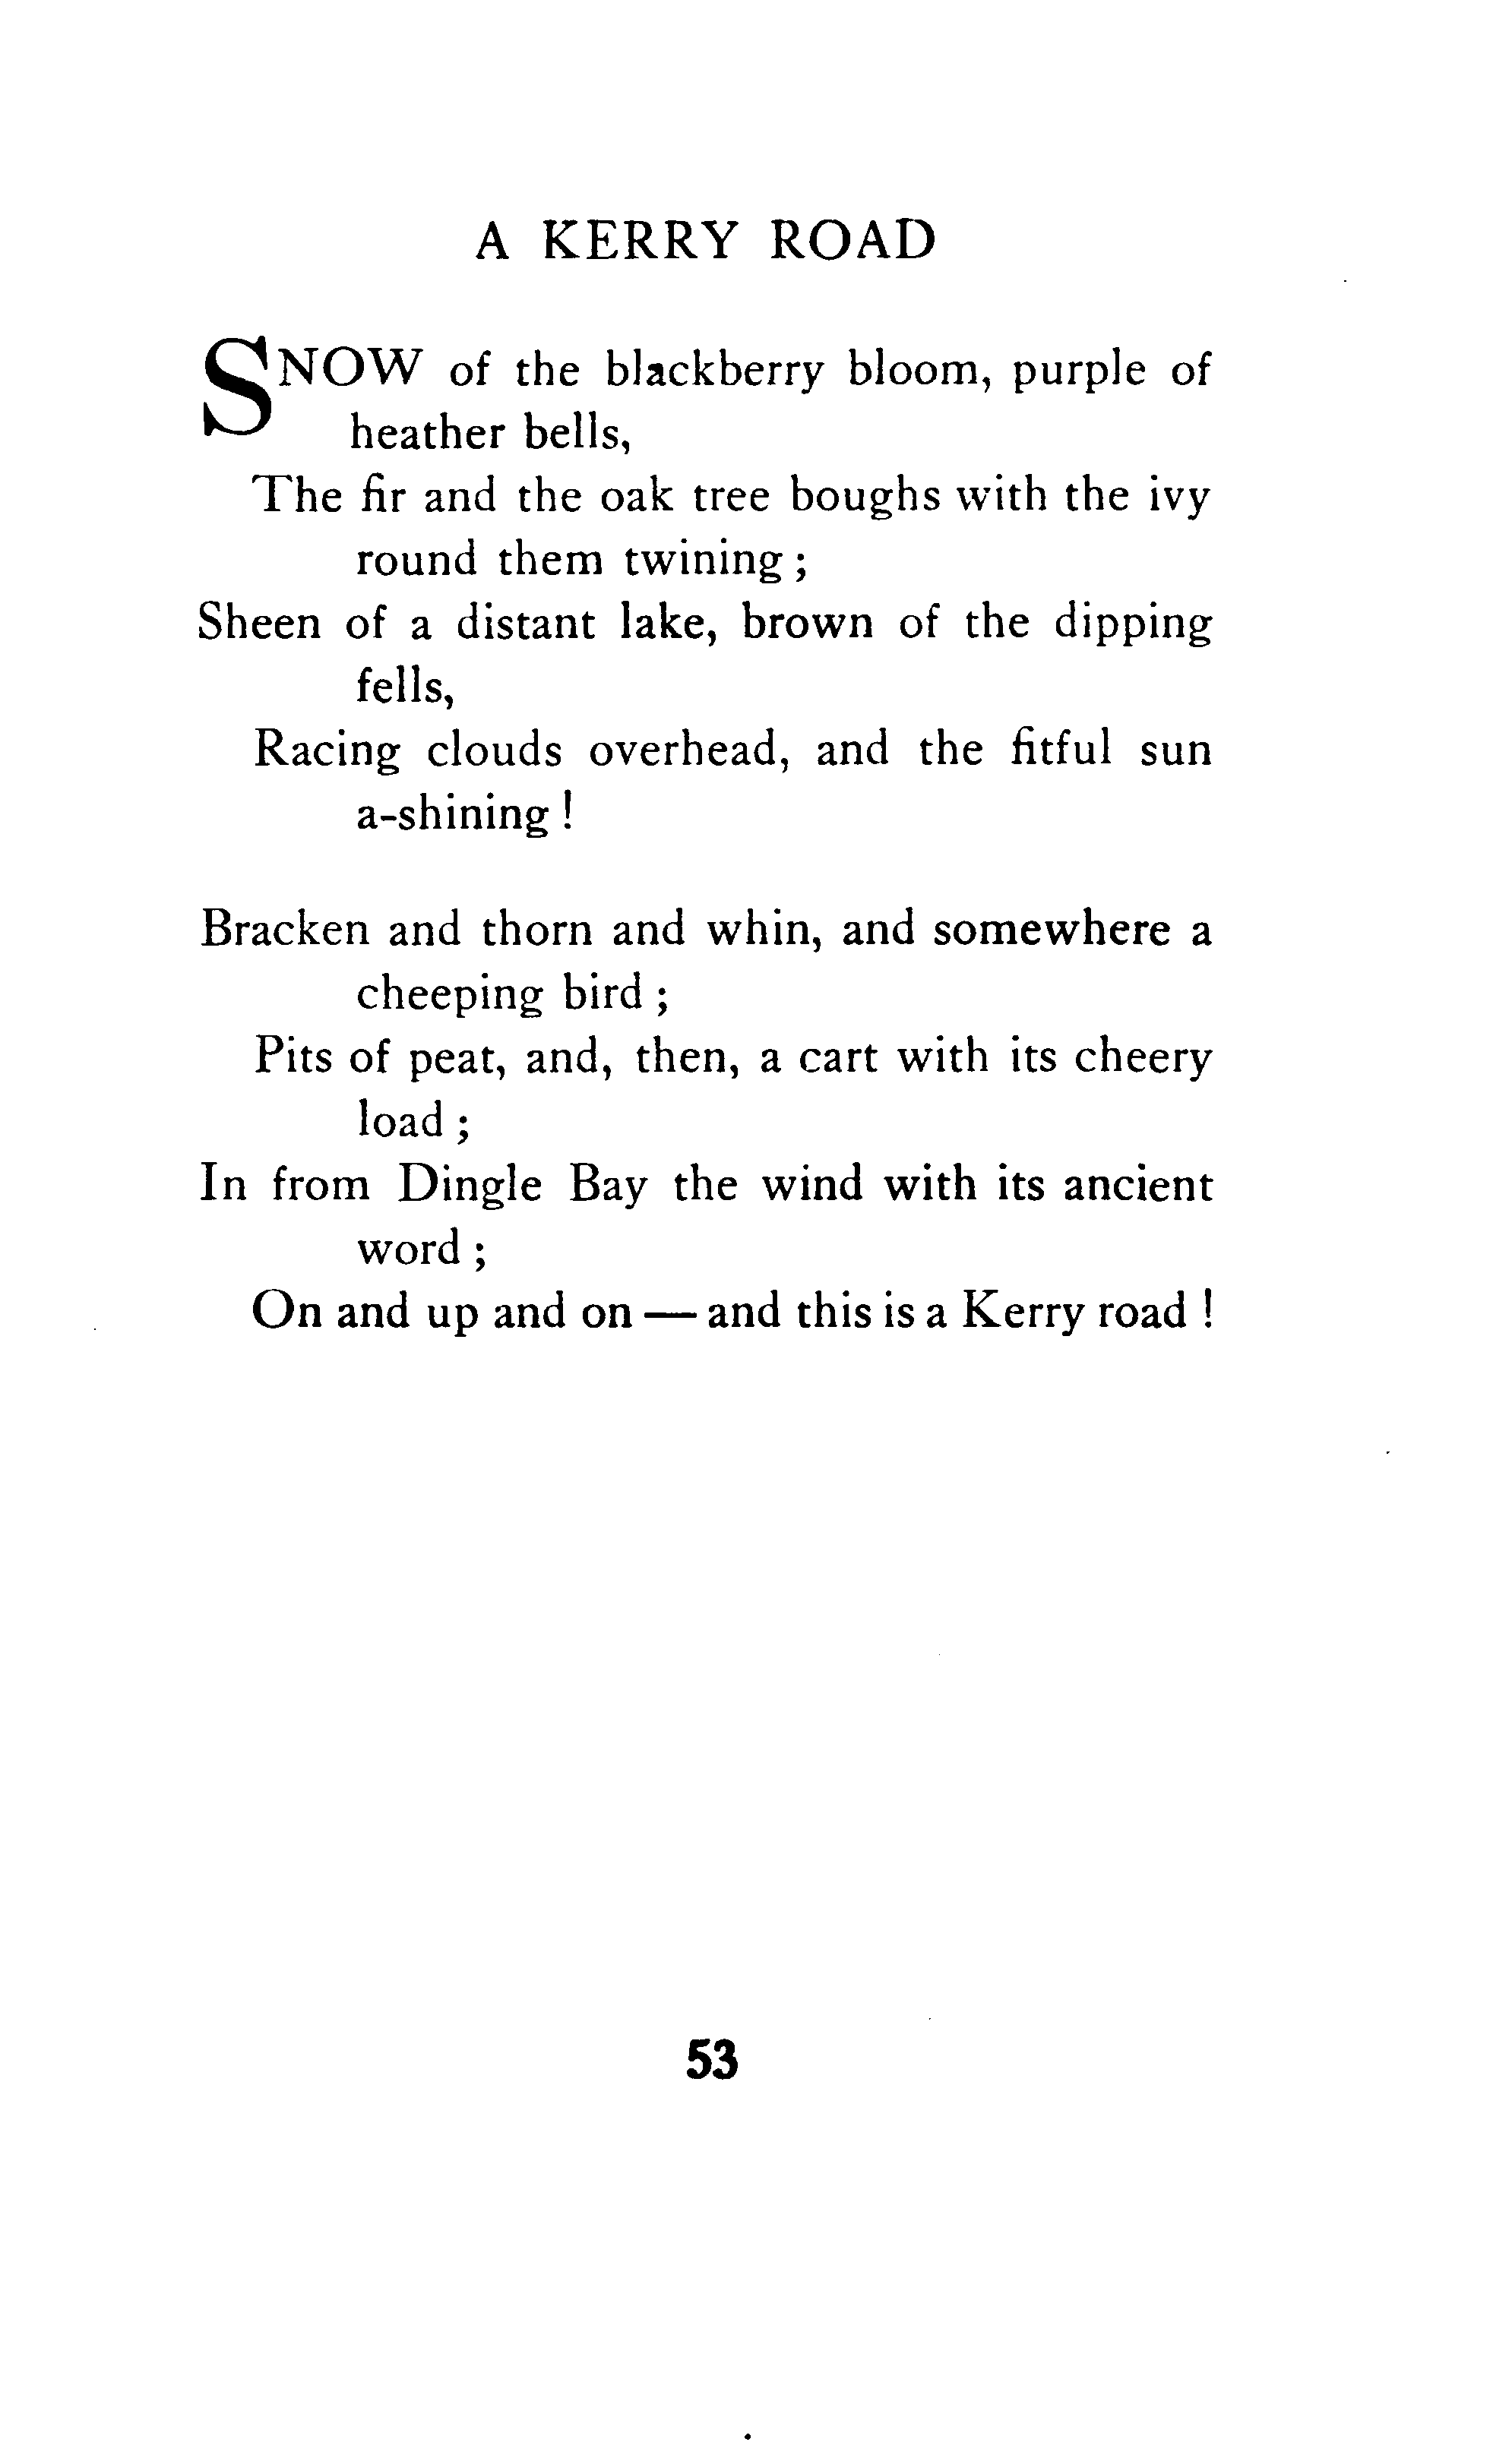 A KERRY ROAD
SNOW of the blackberry bloom, purple of
heather bells,
The fir and the oak tree boughs with the ivy
round them twining ;
Sheen of a distant lake, brown of the dipping
fells,
Racing clouds overhead, and the fitful sun
a-shining !
Bracken and thorn and whin, and somewhere a
cheeping bird ;
Pits of peat, and, then, a cart with its cheery
load ;
In from Dingle Bay the wind with its ancient
word ;
On and up and on — and this is a Kerry road !
53